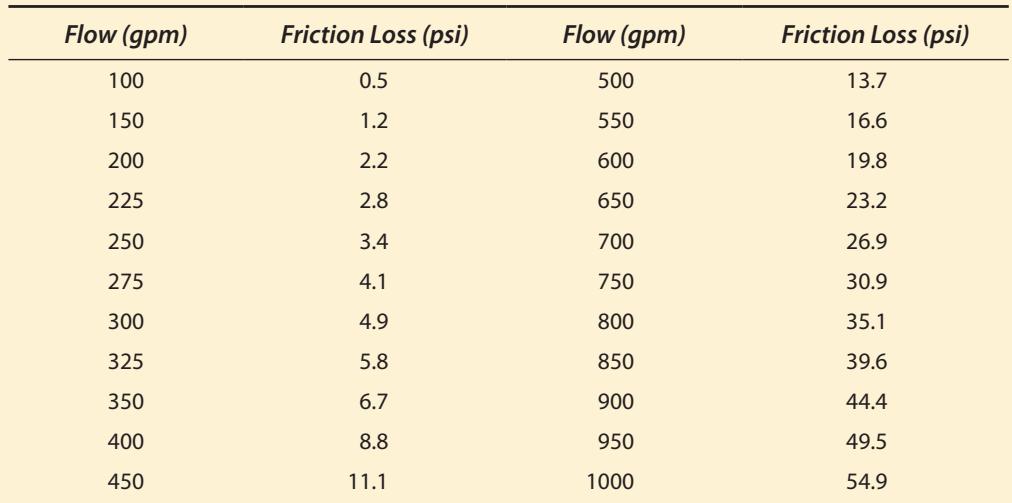 Flow (gpm) Friction Loss (psi) Flow (gpm) Friction Loss (psi)
100 0.5 500 13.7
150 1.2 550 16.6
200 2.2 600 19.8
225 2.8 650 23.2
250 3.4 700 26.9
275 4.1 750 30.9
300 4.9 800 35.1
325 5.8 850 39.6
350 6.7 900 44.4
400 8.8 950 49.5
450 11.1 1000 54.9